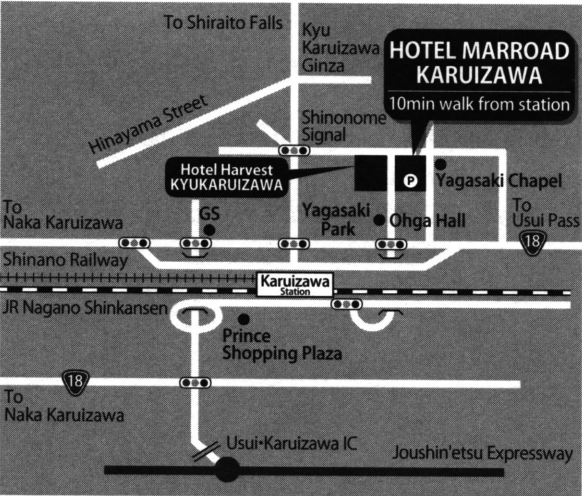 To Shiraito Falls
Kyu
Karuizawa
Ginza
HOTEL MARROAD
KARUIZAWA
10min walk from station
Hinayama Street
Shinonome
Signal
Hotel Harvest
KYUKARUIZAWA
P
Yagasaki Chapel
To
Naka Karuizawa
GS
Yagasaki
Park
Ohga Hall
To
Usui Pass
18
Shinano Railway
Karuizawa
Station
JR Nagano Shinkansen
Prince
Shopping Plaza
18
To
Naka Karuizawa
Usui•Karuizawa IC
Joushin'etsu Expressway